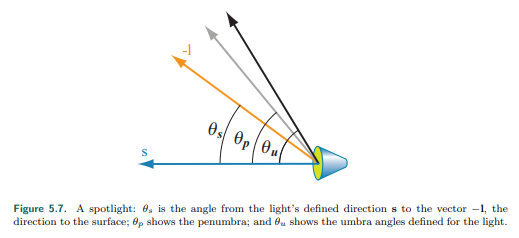 -l
θs
θp
θu
s
Figure 5.7. A spotlight: θs is the angle from the light's defined direction s to the vector −l, the
direction to the surface; θp shows the penumbra; and θu shows the umbra angles defined for the light.